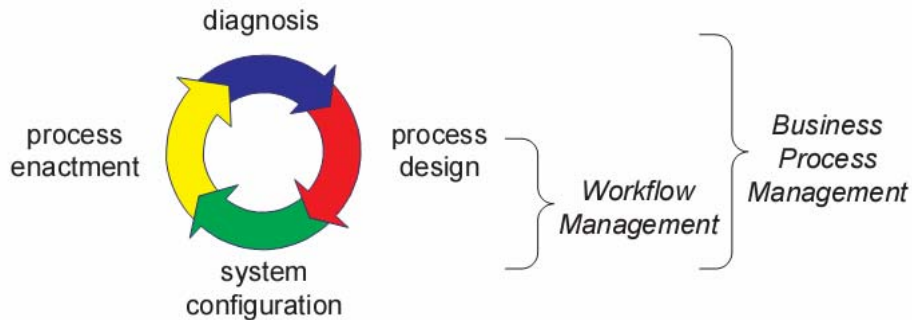 diagnosis
process
enactment
process
design
system
configuration
Workflow
Management
Business
Process
Management